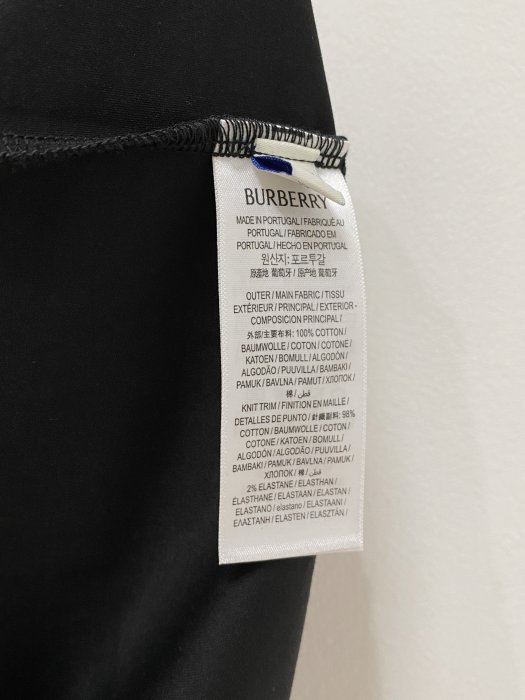 BURBERRY
MADE IN PORTUGAL / FABRIQUÉ AU
PORTUGAL / FABRICADO EM
PORTUGAL / HECHO EN PORTUGAL
원산지: 포르투갈
原產地 葡萄牙 / 原产地 葡萄牙
OUTER / MAIN FABRIC / TISSU
EXTÉRIEUR / PRINCIPAL / EXTERIOR -
COMPOSICION PRINCIPAL /
外部/主要布料: 100% COTTON /
BAUMWOLLE / COTON / COTONE /
KATOEN / BOMULL / ALGODÓN /
ALGODÃO / PUUVILLA / BAMBAKI /
PAMUK / BAVLNA / PAMUT / ХЛОПОК /
棉 / قطن /
KNIT TRIM / FINITION EN MAILLE /
DETALLES DE PUNTO / 針織副料: 98%
COTTON / BAUMWOLLE / COTON /
COTONE / KATOEN / BOMULL /
ALGODÓN / ALGODÃO / PUUVILLA /
BAMBAKI / PAMUK / BAVLNA / PAMUK /
ХЛОПОК / 棉 / قطن /
2% ELASTANE / ELASTHAN /
ÉLASTHANE / ELASTAAN / ELASTAN /
ELASTANO / elastano / ELASTAANI /
ΕΛΑΣΤΑΝΗ / ELASTEN / ELASZTÁN /